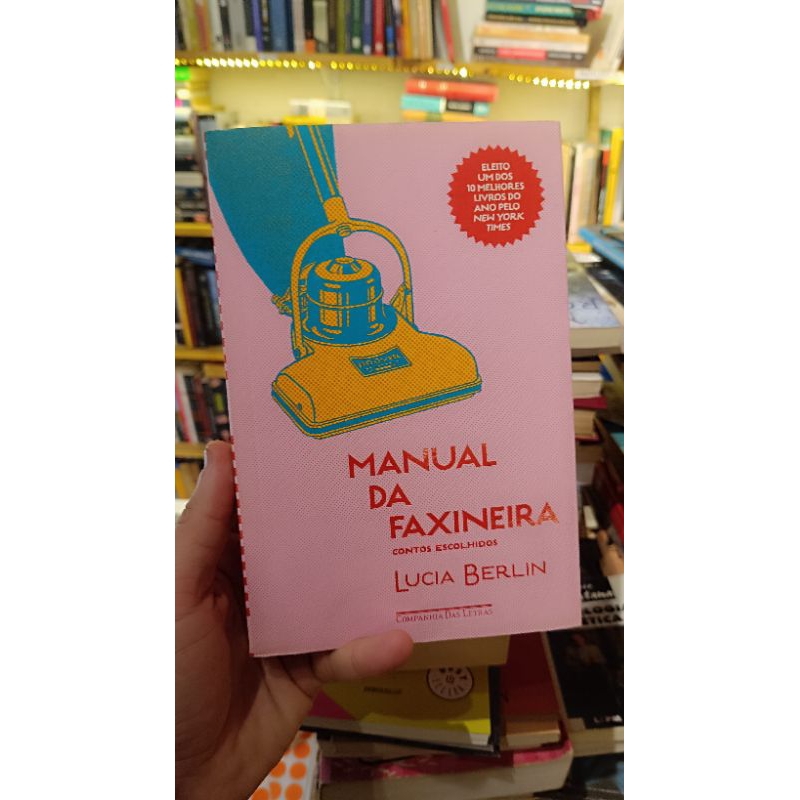 ELEITO
UM DOS
10 MELHORES
LIVROS DO
ANO PELO
NEW YORK
TIMES
MANUAL
DA
FAXINEIRA
CONTOS ESCOLHIDOS
LUCIA BERLIN
COMPANHIA DAS LETRAS